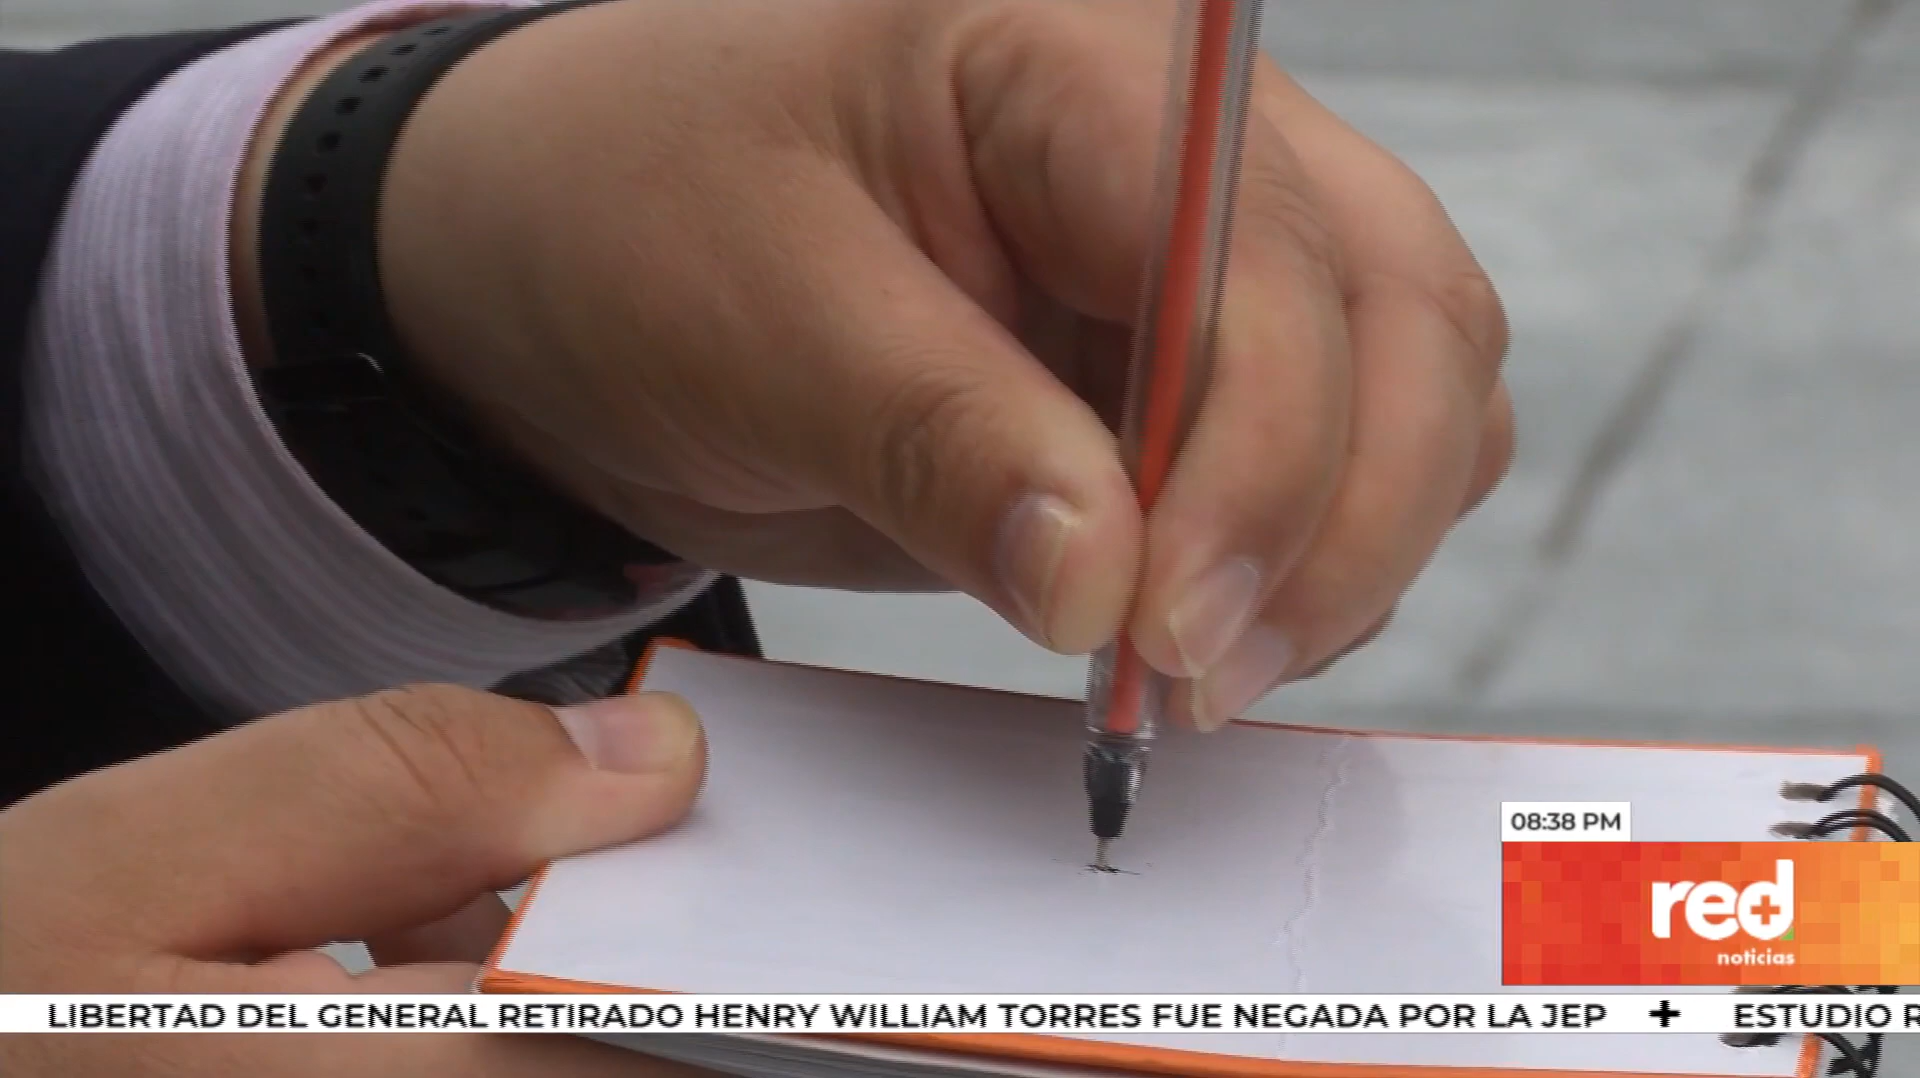 08:38 PM
red+
noticias
LIBERTAD DEL GENERAL RETIRADO HENRY WILLIAM TORRES FUE NEGADA POR LA JEP + ESTUDIO R